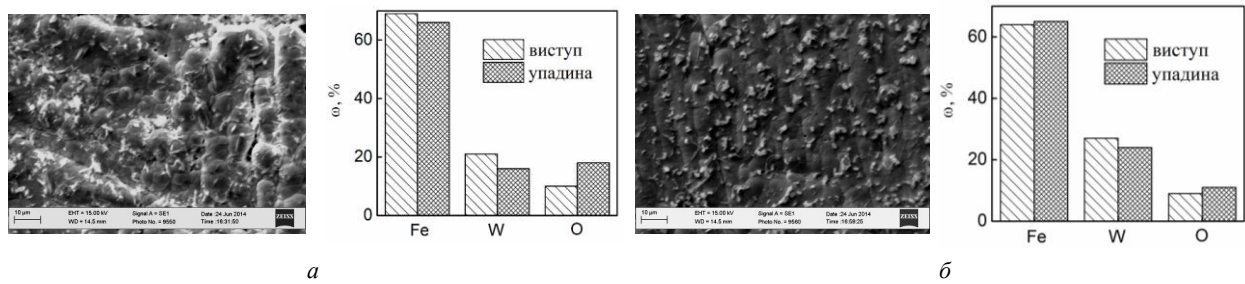 10 µm
EHT = 15.00 kV
WD = 14.5 mm
Signal A = SE1
Photo No. = 9550
Date :24 Jun 2014
Time :16:31:50
ZEISS
ω, %
60
40
20
0
виступ
упадина
Fe W O
10 µm
EHT = 15.00 kV
WD = 14.5 mm
Signal A = SE1
Photo No. = 9560
Date :24 Jun 2014
Time :16:58:25
ZEISS
ω, %
60
40
20
0
виступ
упадина
Fe W O
а
б